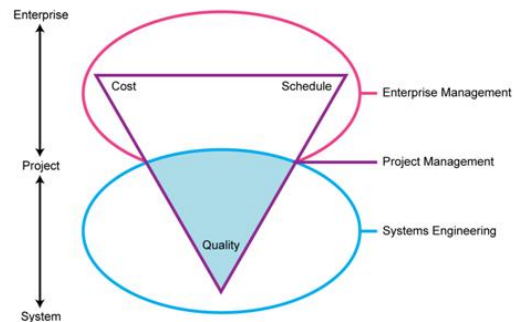 Enterprise
Cost
Schedule
Enterprise Management
Project
Project Management
Systems Engineering
Quality
System